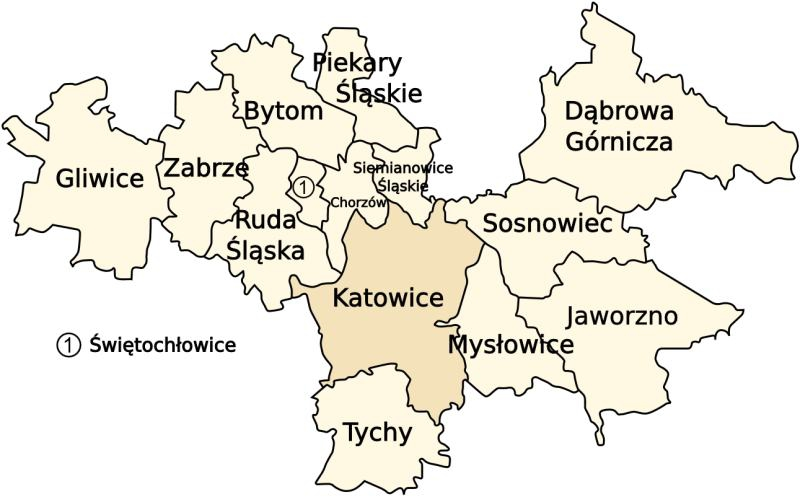 Piekary
Śląskie
Bytom
Dąbrowa
Górnicza
Gliwice
Zabrze
Siemianowice
Śląskie
1
Chorzów
Ruda
Śląska
Sosnowiec
Katowice
Jaworzno
Mysłowice
1 Świętochłowice
Tychy